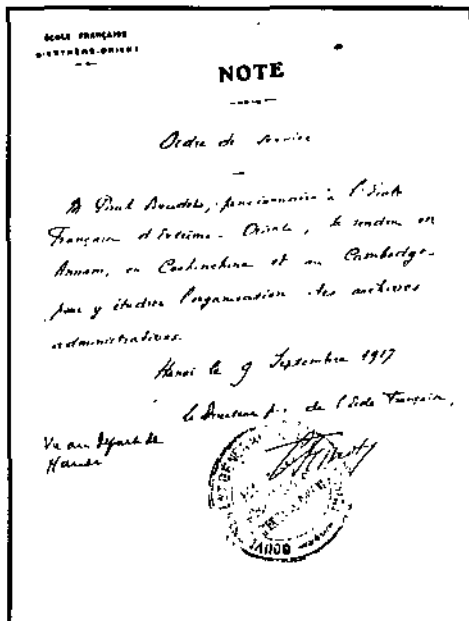 ÉCOLE FRANÇAISE
D'EXTRÊME-ORIENT
NOTE
Ordre de service
M. Paul Boudet, pensionnaire à l'École
Française d'Extrême-Orient, se rendra en
Annam, en Cochinchine et au Cambodge
pour y étudier l'organisation des archives
administratives.
Hanoi le 9 Septembre 1917
le Directeur p.i. de l'École Française,
Vu au départ de
Hanoi